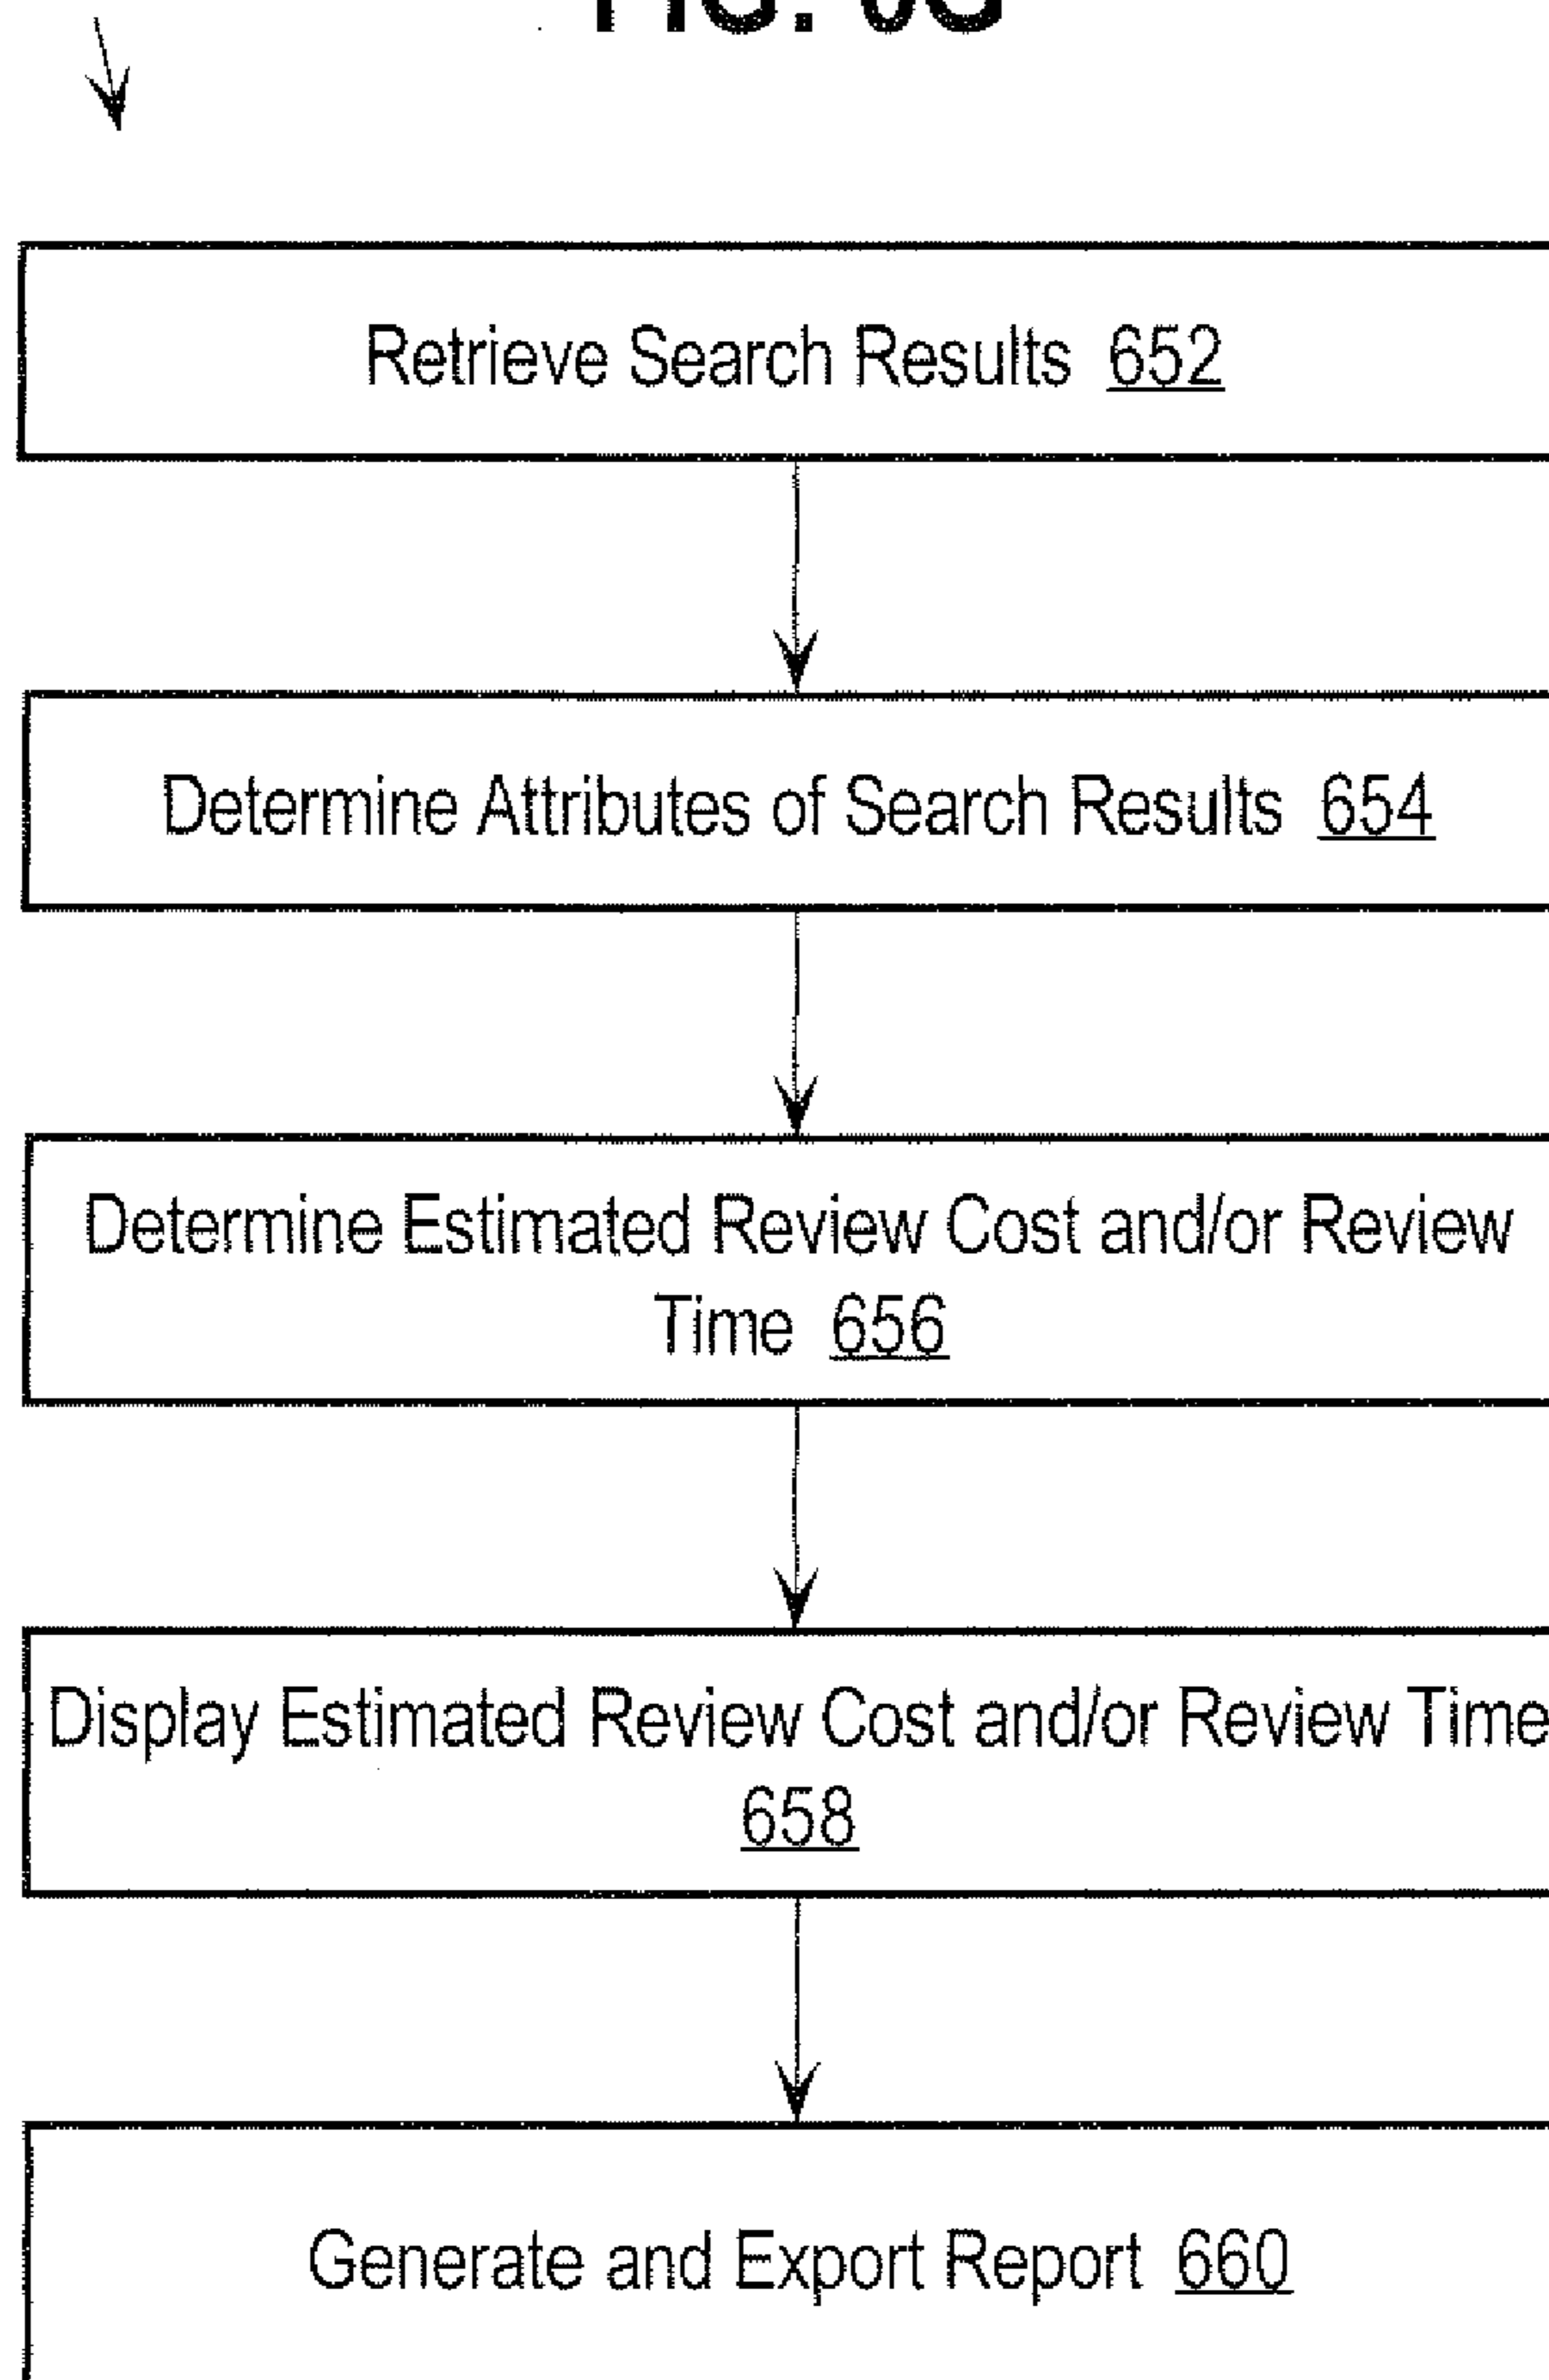 FIG.
Retrieve Search Results 652
Determine Attributes of Search Results 654
Determine Estimated Review Cost and/or Review
Time 656
Display Estimated Review Cost and/or Review Time
658
Generate and Export Report 660